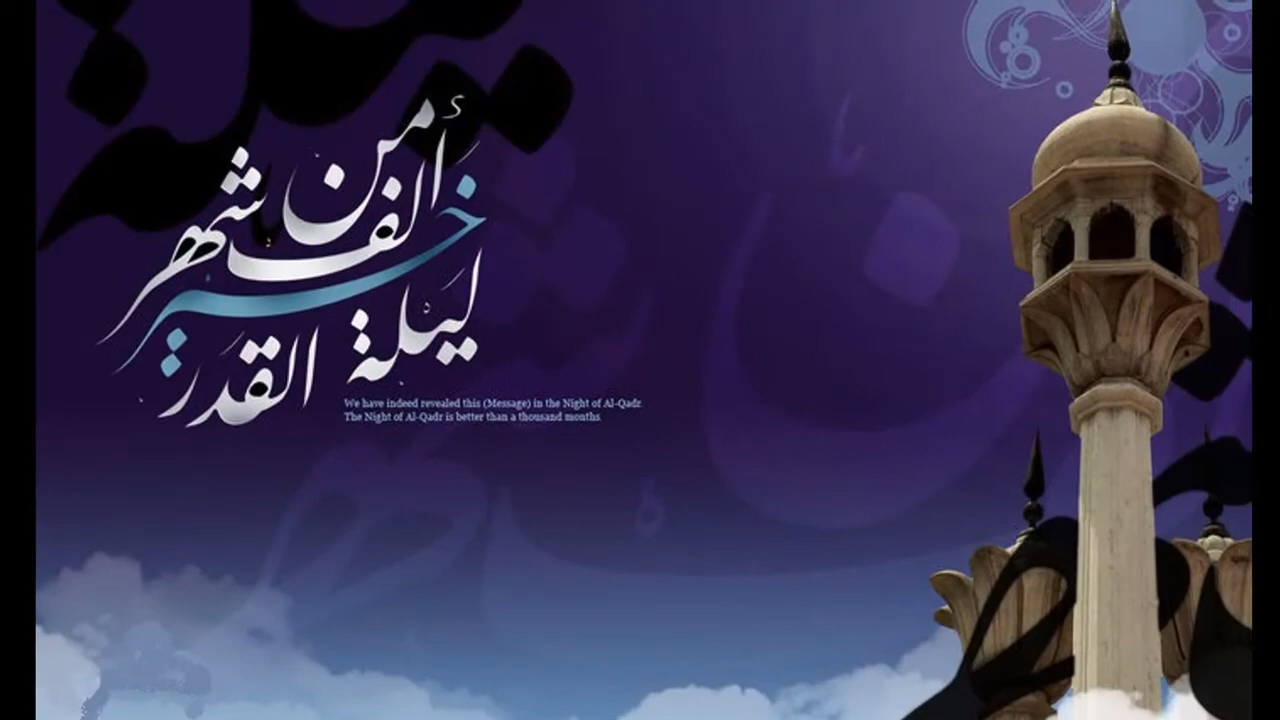 ليلة القدر
خير
من ألف شهر
We have indeed revealed this (Message) in the Night of Al-Qadr.
The Night of Al-Qadr is better than a thousand months.